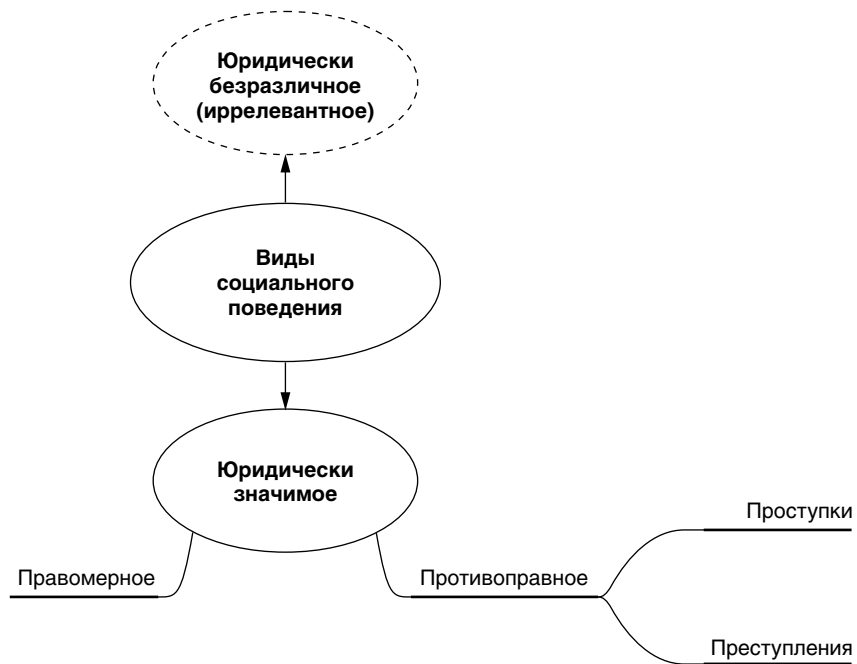 Юридически
безразличное
(иррелевантное)
Виды
социального
поведения
Юридически
значимое
Проступки
Правомерное
Противоправное
Преступления